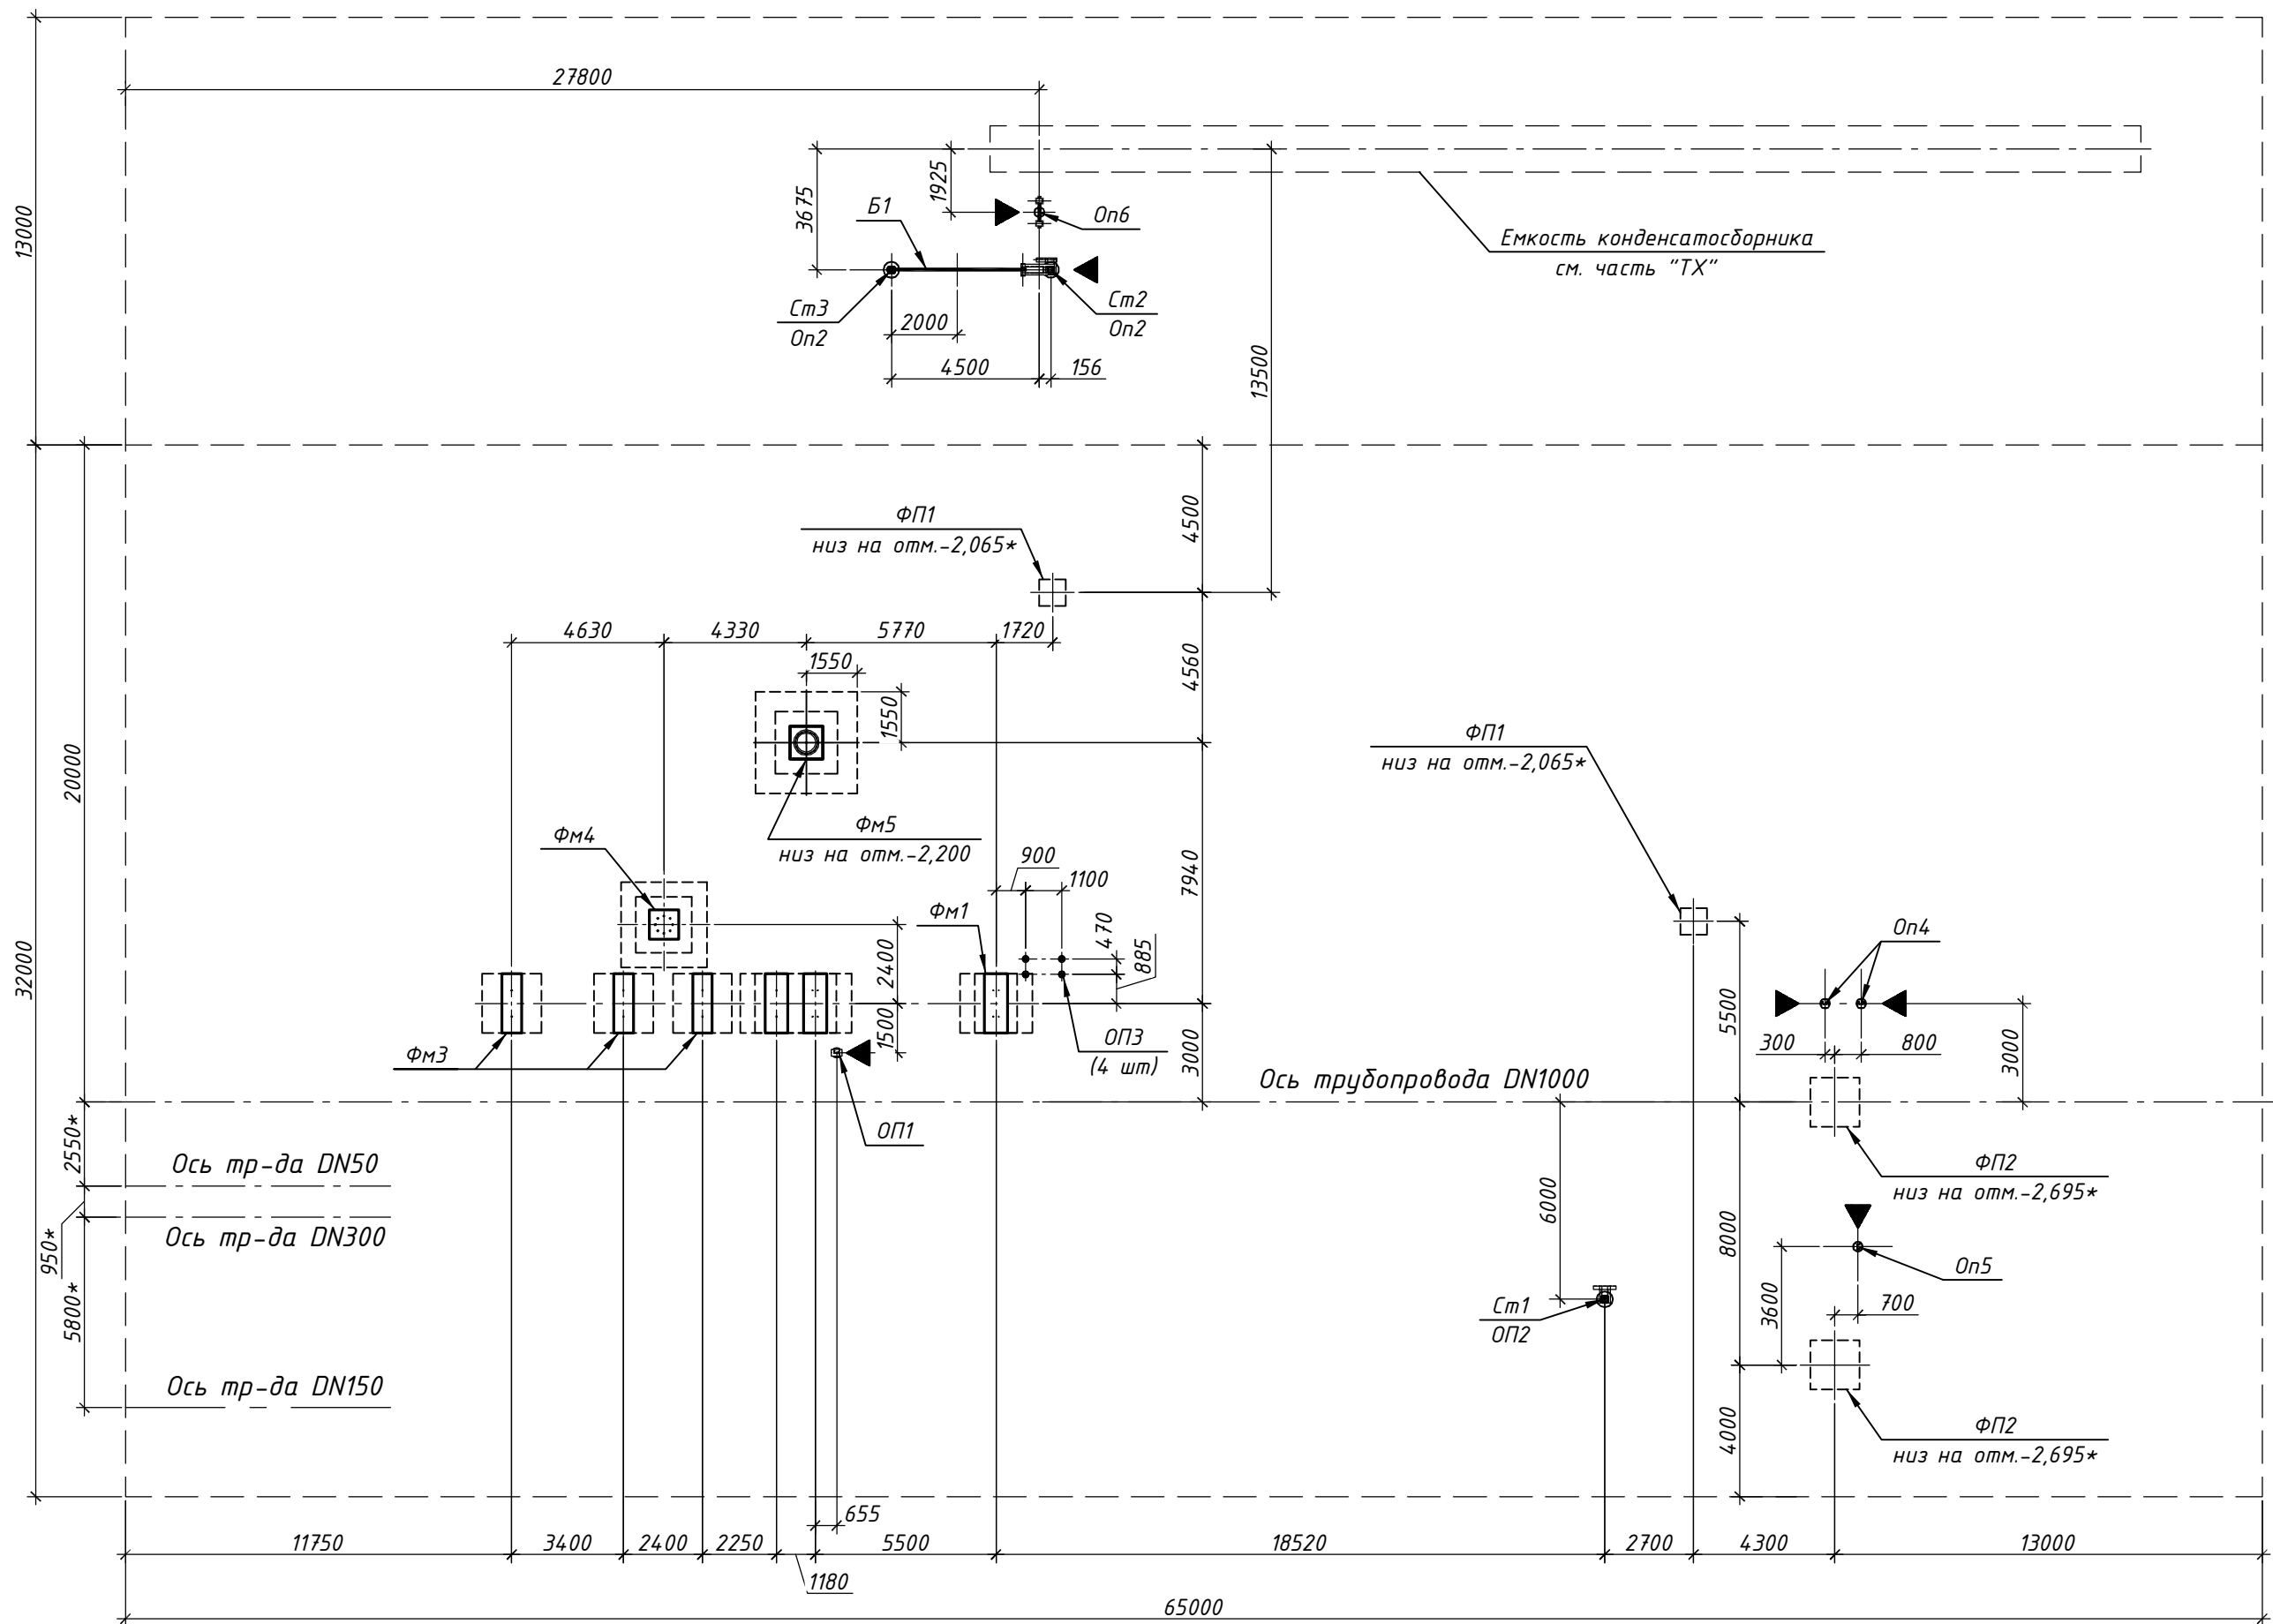 27800
13000
3675
1925
Б1
Оп6
Емкость конденсатосборника
см. часть "ТХ"
Ст3
Оп2
2000
Ст2
Оп2
4500
156
13500
4500
ФП1
низ на отм.-2,065*
4630
4330
5770
1720
1550
1550
4560
20000
32000
ФП1
низ на отм.-2,065*
Фм5
низ на отм.-2,200
Фм4
900
1100
7940
Фм1
470
885
2400
1500
Оп4
5500
300
800
3000
Фм3
ОП3
(4 шт)
3000
Ось трубопровода DN1000
ОП1
2550*
Ось тр-да DN50
950*
Ось тр-да DN300
6000
ФП2
низ на отм.-2,695*
8000
5800*
Оп5
3600
700
Ст1
ОП2
Ось тр-да DN150
4000
ФП2
низ на отм.-2,695*
655
11750
3400
2400
2250
5500
18520
2700
4300
13000
1180
65000